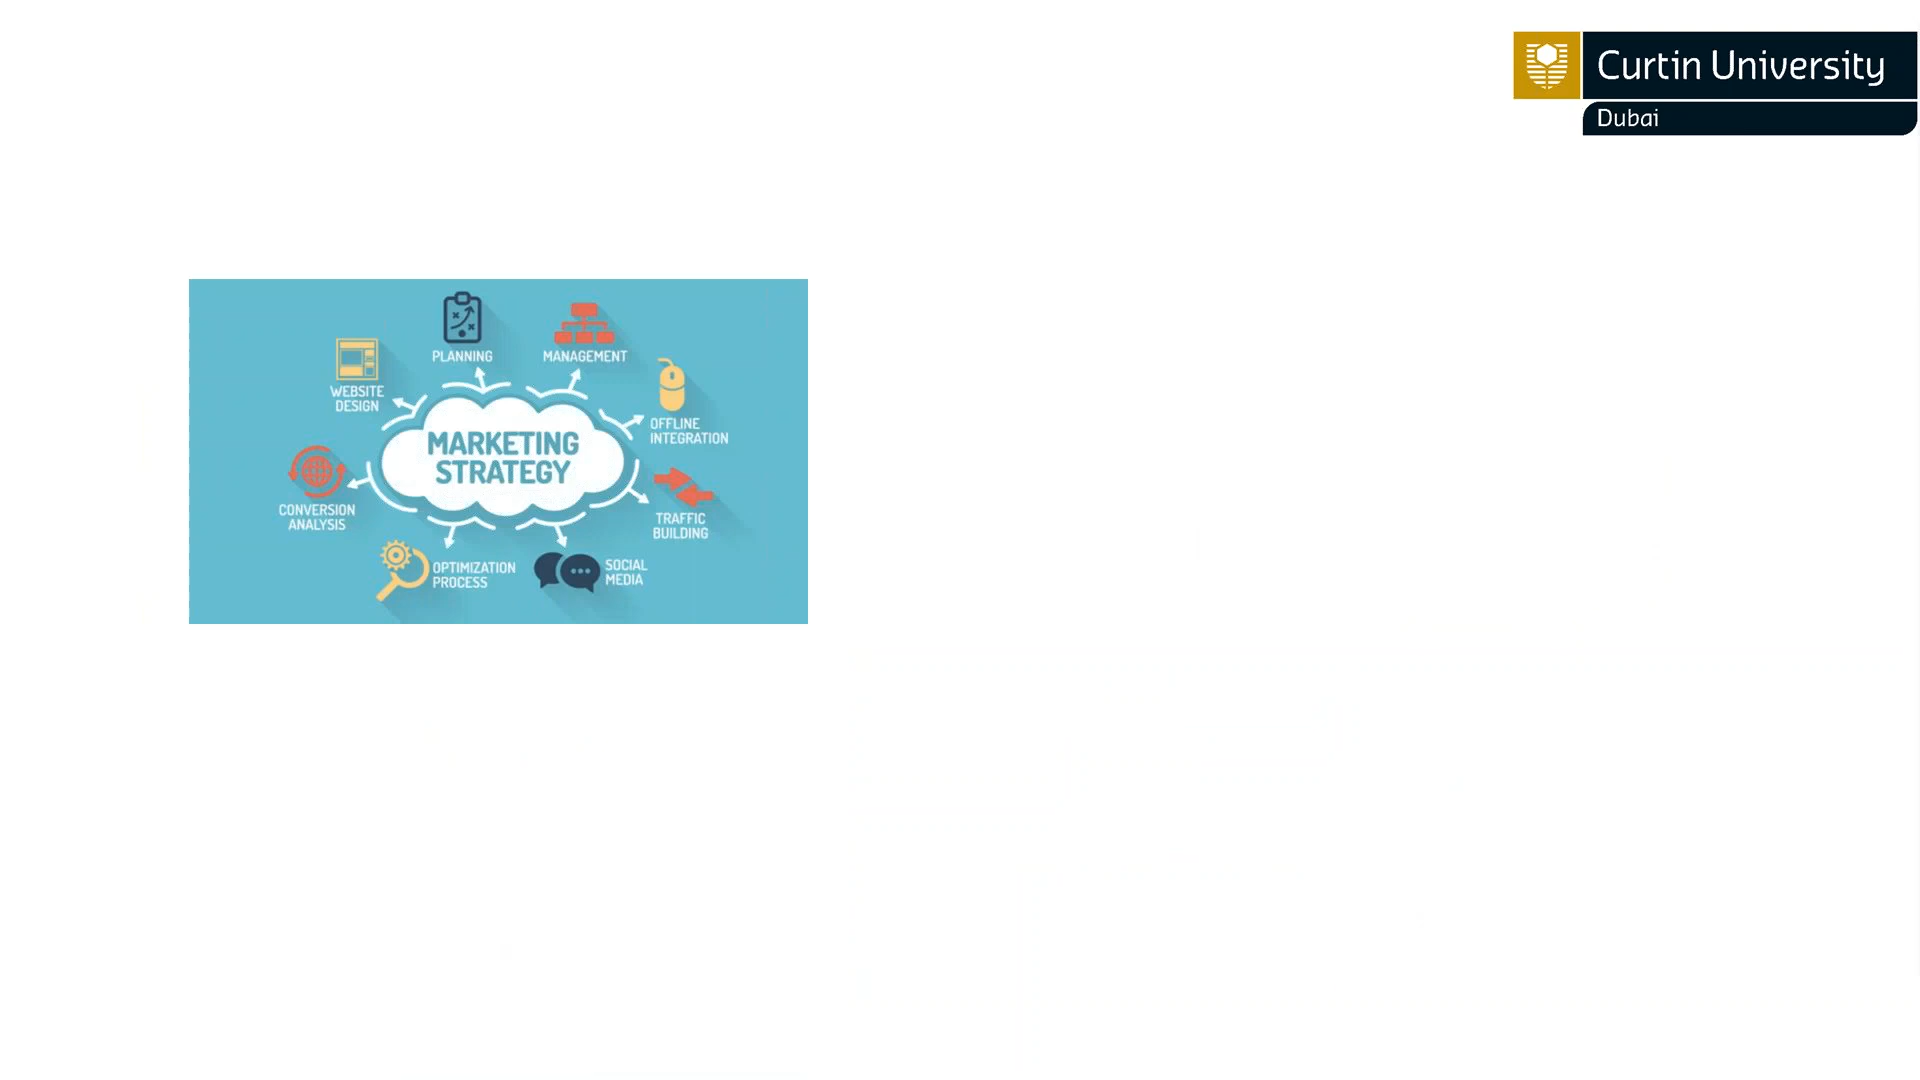 Curtin University
Dubai
PLANNING
MANAGEMENT
WEBSITE
DESIGN
OFFLINE
INTEGRATION
MARKETING
STRATEGY
CONVERSION
ANALYSIS
TRAFFIC
BUILDING
OPTIMIZATION
PROCESS
SOCIAL
MEDIA